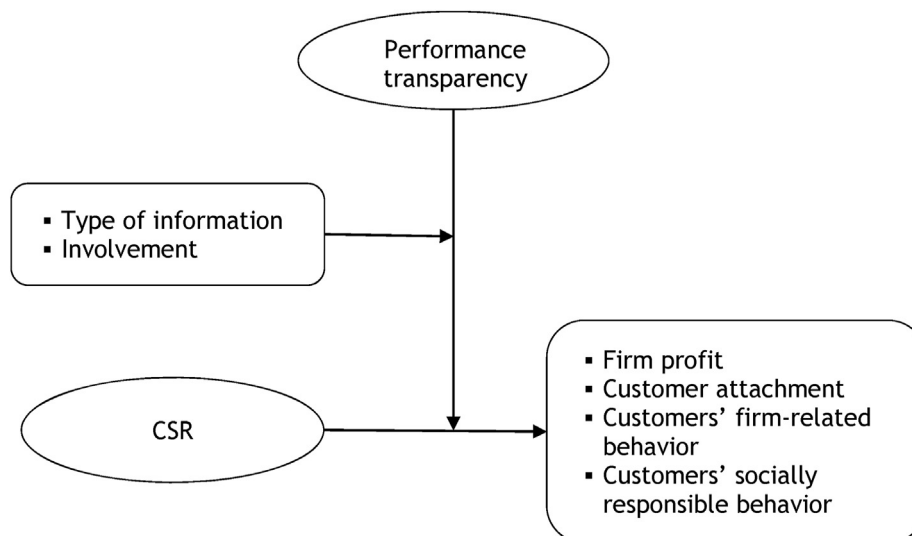 Performance
transparency
▪ Type of information
▪ Involvement
CSR
▪ Firm profit
▪ Customer attachment
▪ Customers’ firm-related
behavior
▪ Customers’ socially
responsible behavior